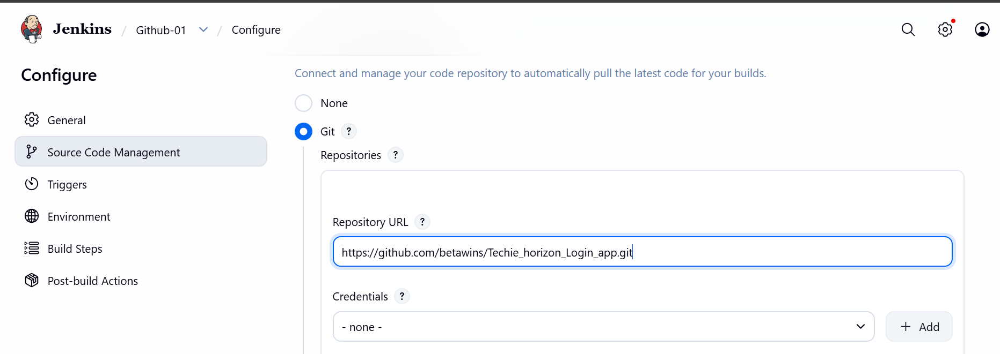 Jenkins / Github-01 / Configure
Configure
General
Source Code Management
Triggers
Environment
Build Steps
Post-build Actions
Connect and manage your code repository to automatically pull the latest code for your builds.
None
Git ?
Repositories ?
Repository URL ?
https://github.com/betawins/Techie_horizon_Login_app.git
Credentials ?
- none -
+ Add